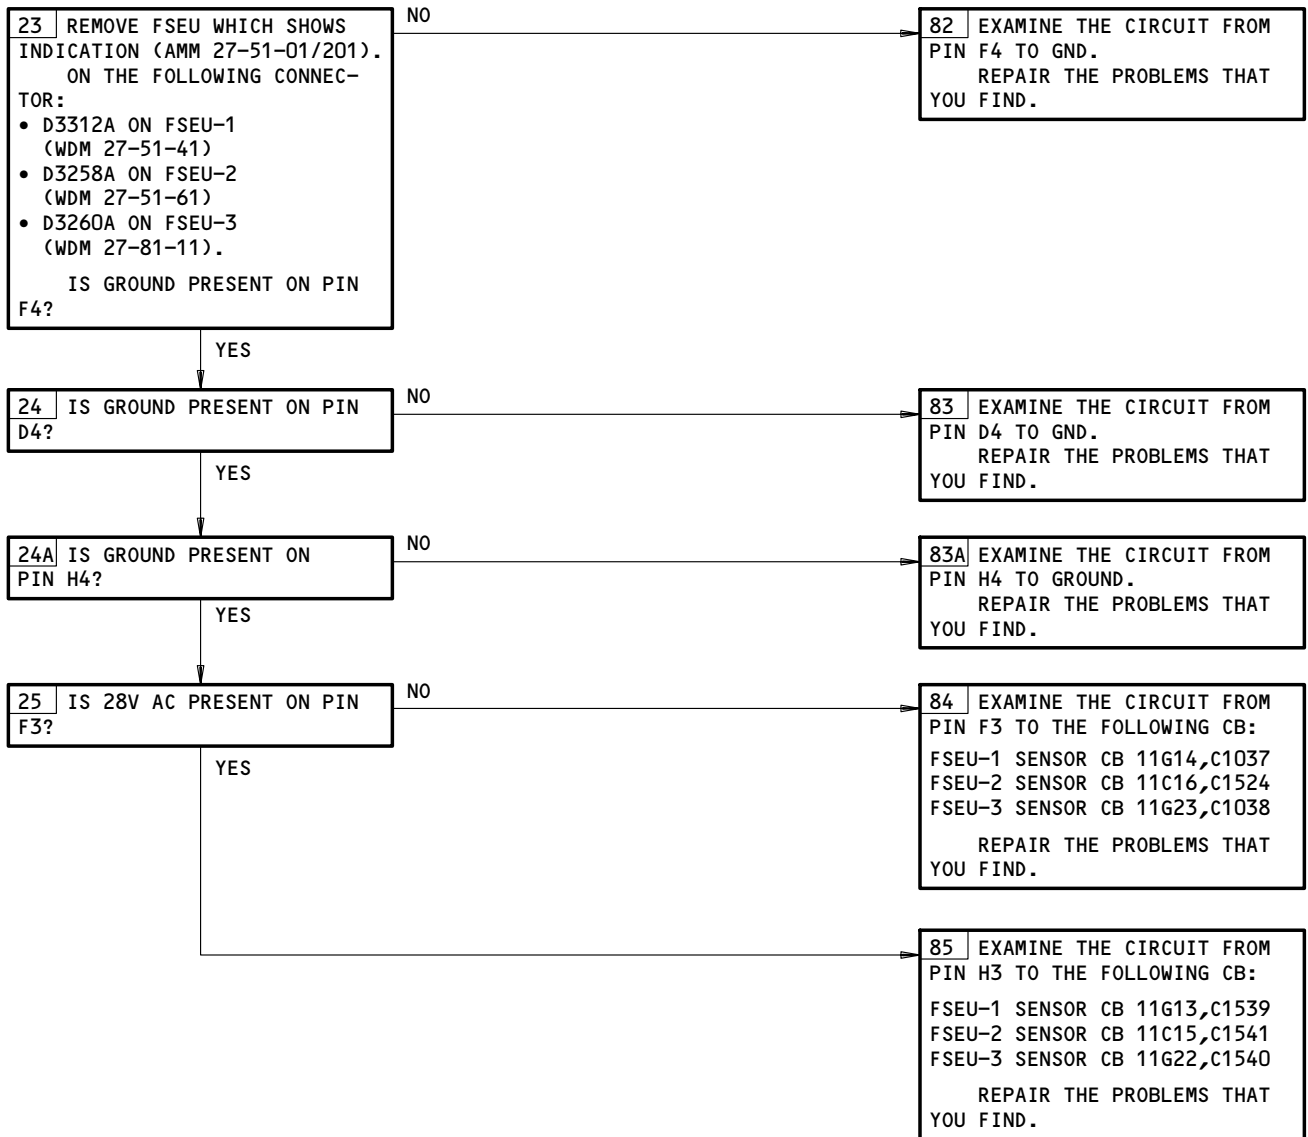 23 REMOVE FSEU WHICH SHOWS
INDICATION (AMM 27-51-01/201).
ON THE FOLLOWING CONNEC-
TOR:
• D3312A ON FSEU-1
(WDM 27-51-41)
• D3258A ON FSEU-2
(WDM 27-51-61)
• D3260A ON FSEU-3
(WDM 27-81-11).
IS GROUND PRESENT ON PIN
F4?
NO
82 EXAMINE THE CIRCUIT FROM
PIN F4 TO GND.
REPAIR THE PROBLEMS THAT
YOU FIND.
YES
24 IS GROUND PRESENT ON PIN
D4?
NO
83 EXAMINE THE CIRCUIT FROM
PIN D4 TO GND.
REPAIR THE PROBLEMS THAT
YOU FIND.
YES
24A IS GROUND PRESENT ON
PIN H4?
NO
83A EXAMINE THE CIRCUIT FROM
PIN H4 TO GROUND.
REPAIR THE PROBLEMS THAT
YOU FIND.
YES
25 IS 28V AC PRESENT ON PIN
F3?
NO
84 EXAMINE THE CIRCUIT FROM
PIN F3 TO THE FOLLOWING CB:
FSEU-1 SENSOR CB 11G14,C1037
FSEU-2 SENSOR CB 11C16,C1524
FSEU-3 SENSOR CB 11G23,C1038
REPAIR THE PROBLEMS THAT
YOU FIND.
YES
85 EXAMINE THE CIRCUIT FROM
PIN H3 TO THE FOLLOWING CB:
FSEU-1 SENSOR CB 11G13,C1539
FSEU-2 SENSOR CB 11C15,C1541
FSEU-3 SENSOR CB 11G22,C1540
REPAIR THE PROBLEMS THAT
YOU FIND.